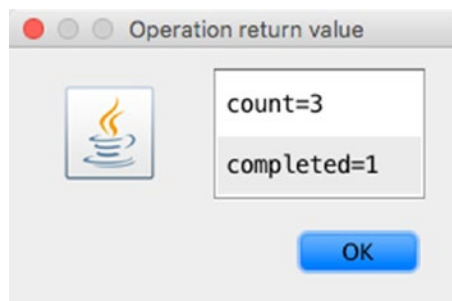 Operation return value
count=3
completed=1
OK